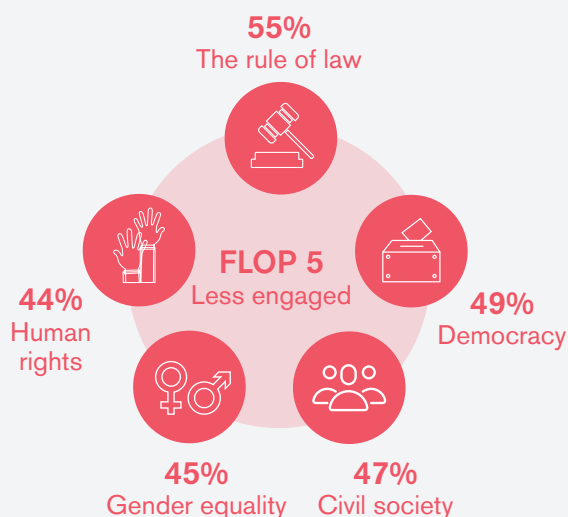 55%
The rule of law
FLOP 5
Less engaged
49%
Democracy
47%
Civil society
45%
Gender equality
44%
Human
rights